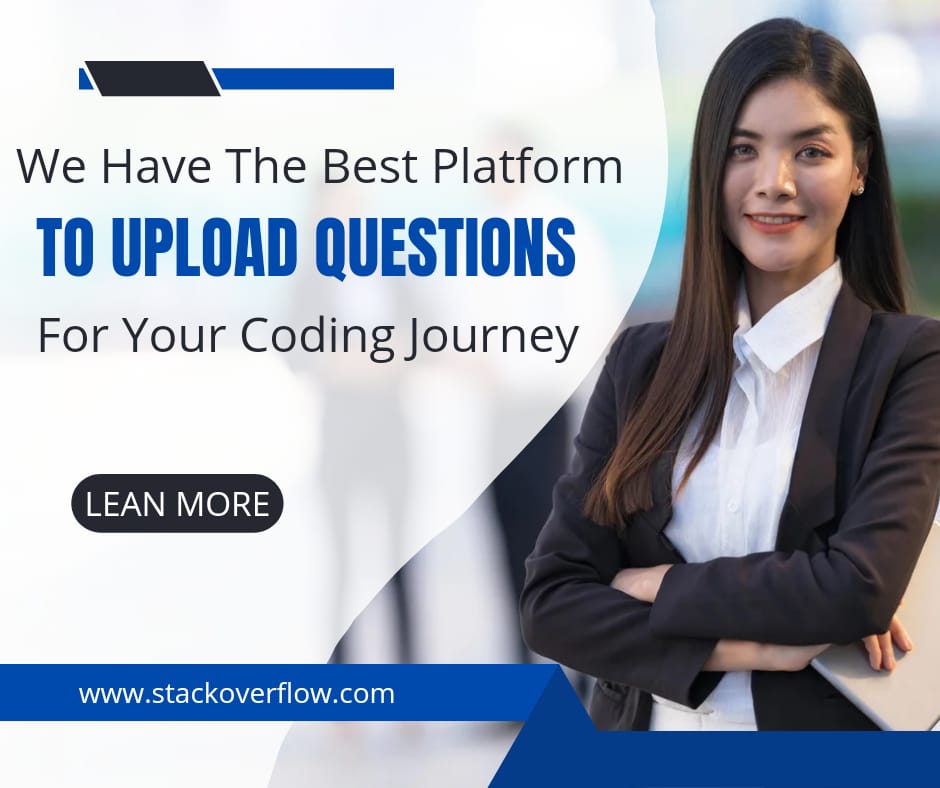 We Have The Best Platform
TO UPLOAD QUESTIONS
For Your Coding Journey
LEAN MORE
www.stackoverflow.com